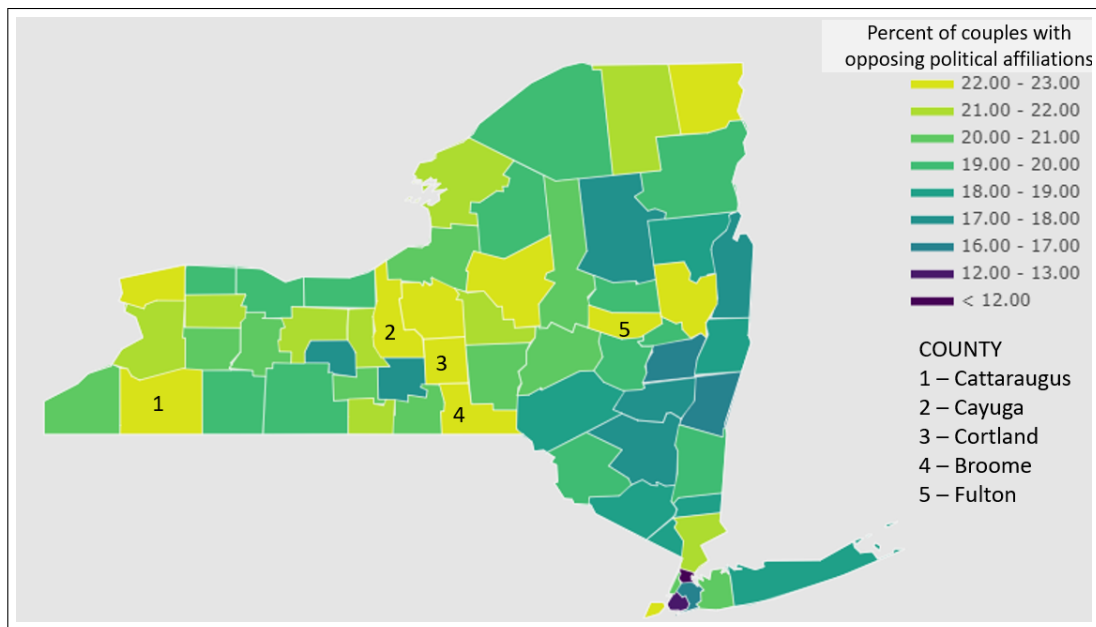 Percent of couples with
opposing political affiliations
22.00 - 23.00
21.00 - 22.00
20.00 - 21.00
19.00 - 20.00
18.00 - 19.00
17.00 - 18.00
16.00 - 17.00
12.00 - 13.00
< 12.00
COUNTY
1 – Cattaraugus
2 – Cayuga
3 – Cortland
4 – Broome
5 – Fulton
5
2
3
1
4